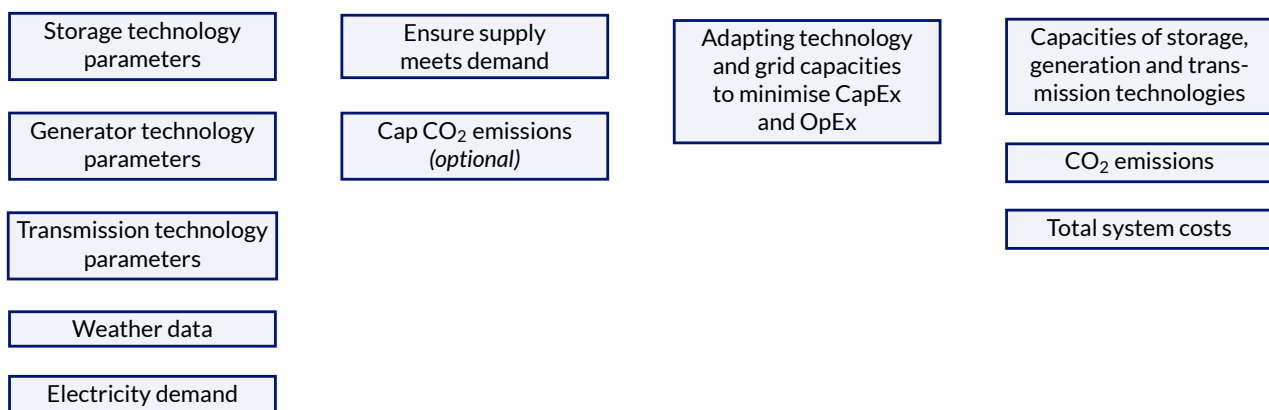 Storage technology
parameters
Generator technology
parameters
Transmission technology
parameters
Weather data
Electricity demand
Ensure supply
meets demand
Cap CO₂ emissions
(optional)
Adapting technology
and grid capacities
to minimise CapEx
and OpEx
Capacities of storage,
generation and trans-
mission technologies
CO₂ emissions
Total system costs